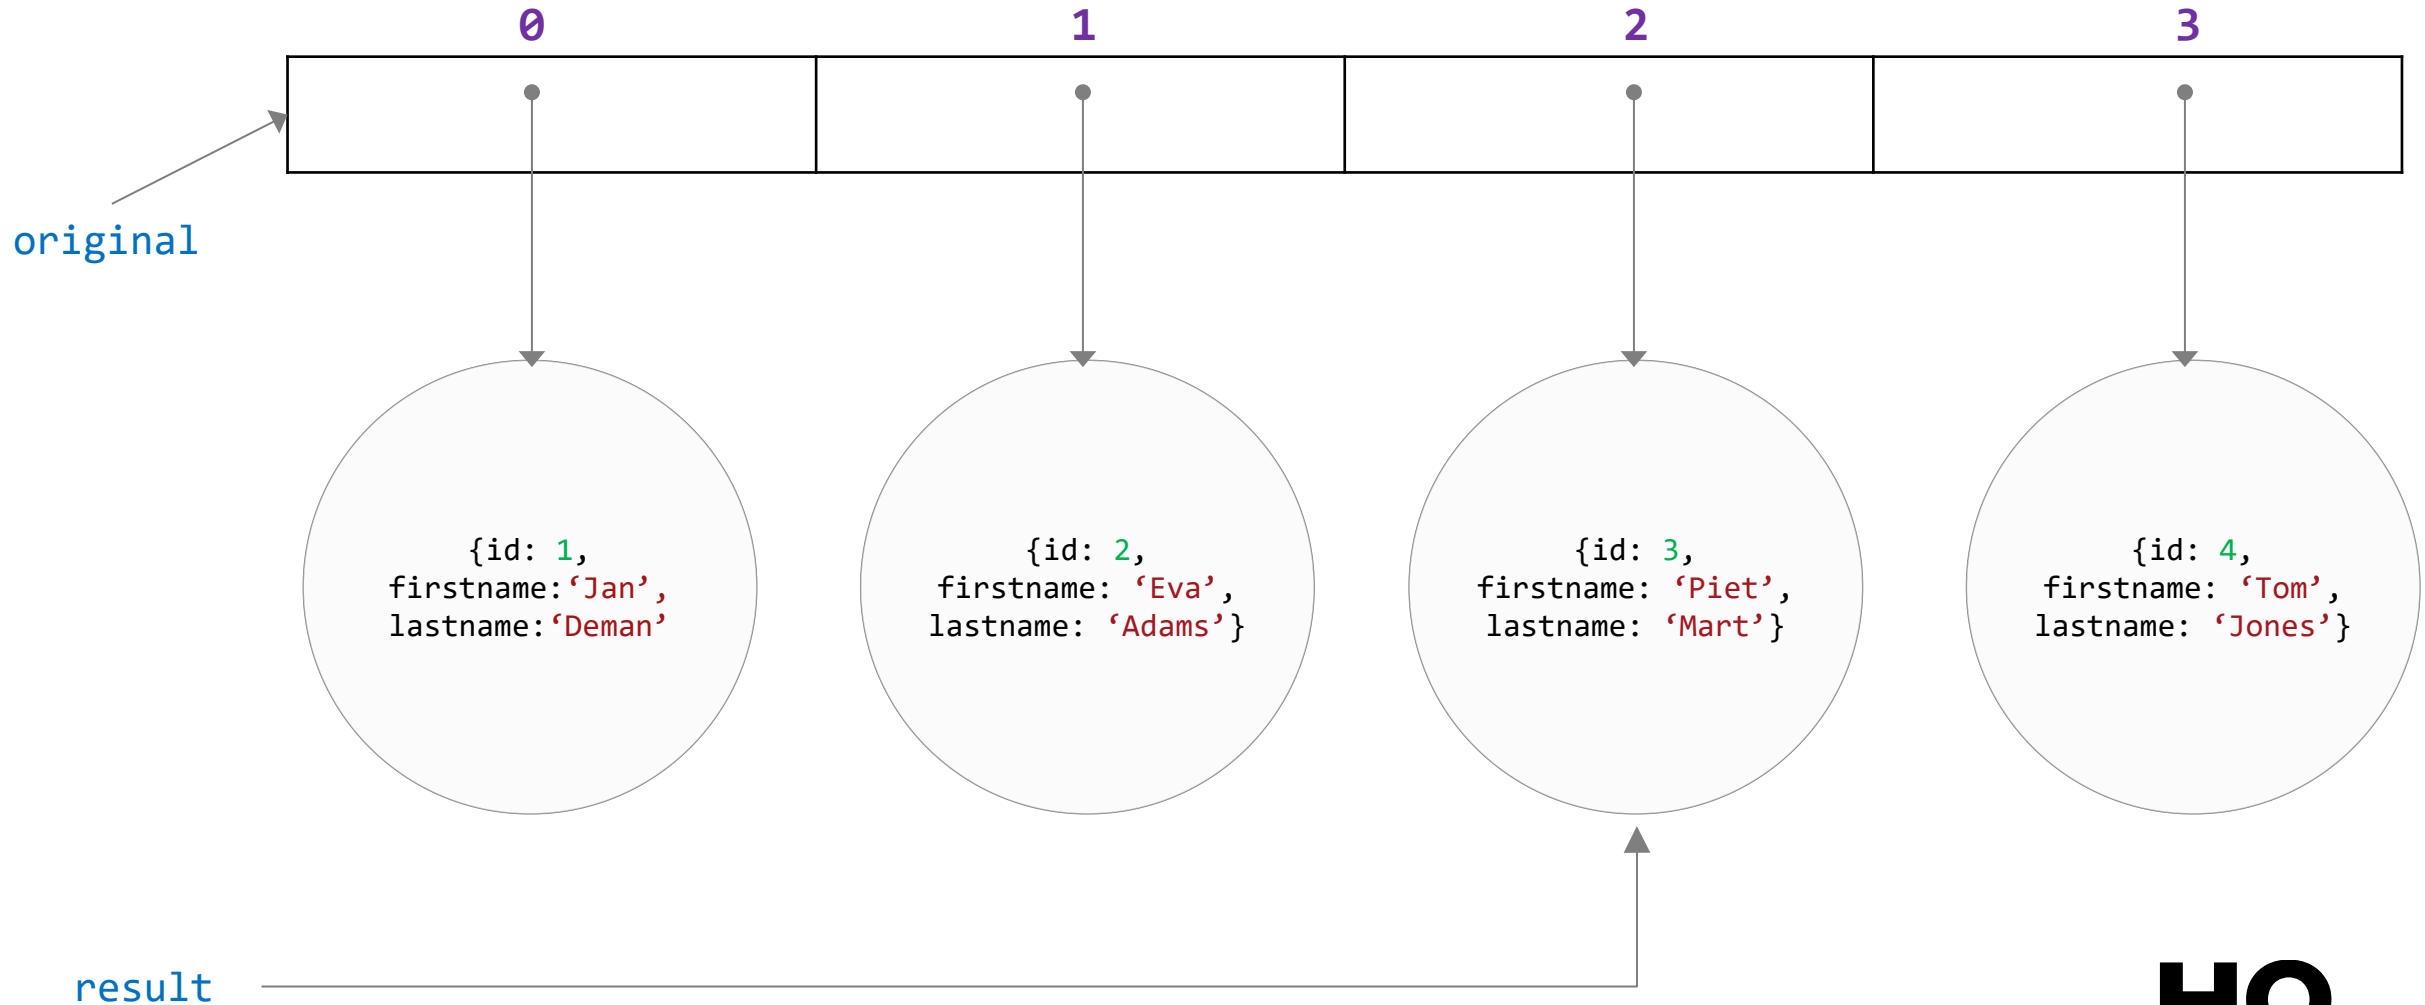 0 1 2 3
original
{id: 1,
firstname:‘Jan’,
lastname:‘Deman’
{id: 2,
firstname: ‘Eva’,
lastname: ‘Adams’}
{id: 3,
firstname: ‘Piet’,
lastname: ‘Mart’}
{id: 4,
firstname: ‘Tom’,
lastname: ‘Jones’}
result